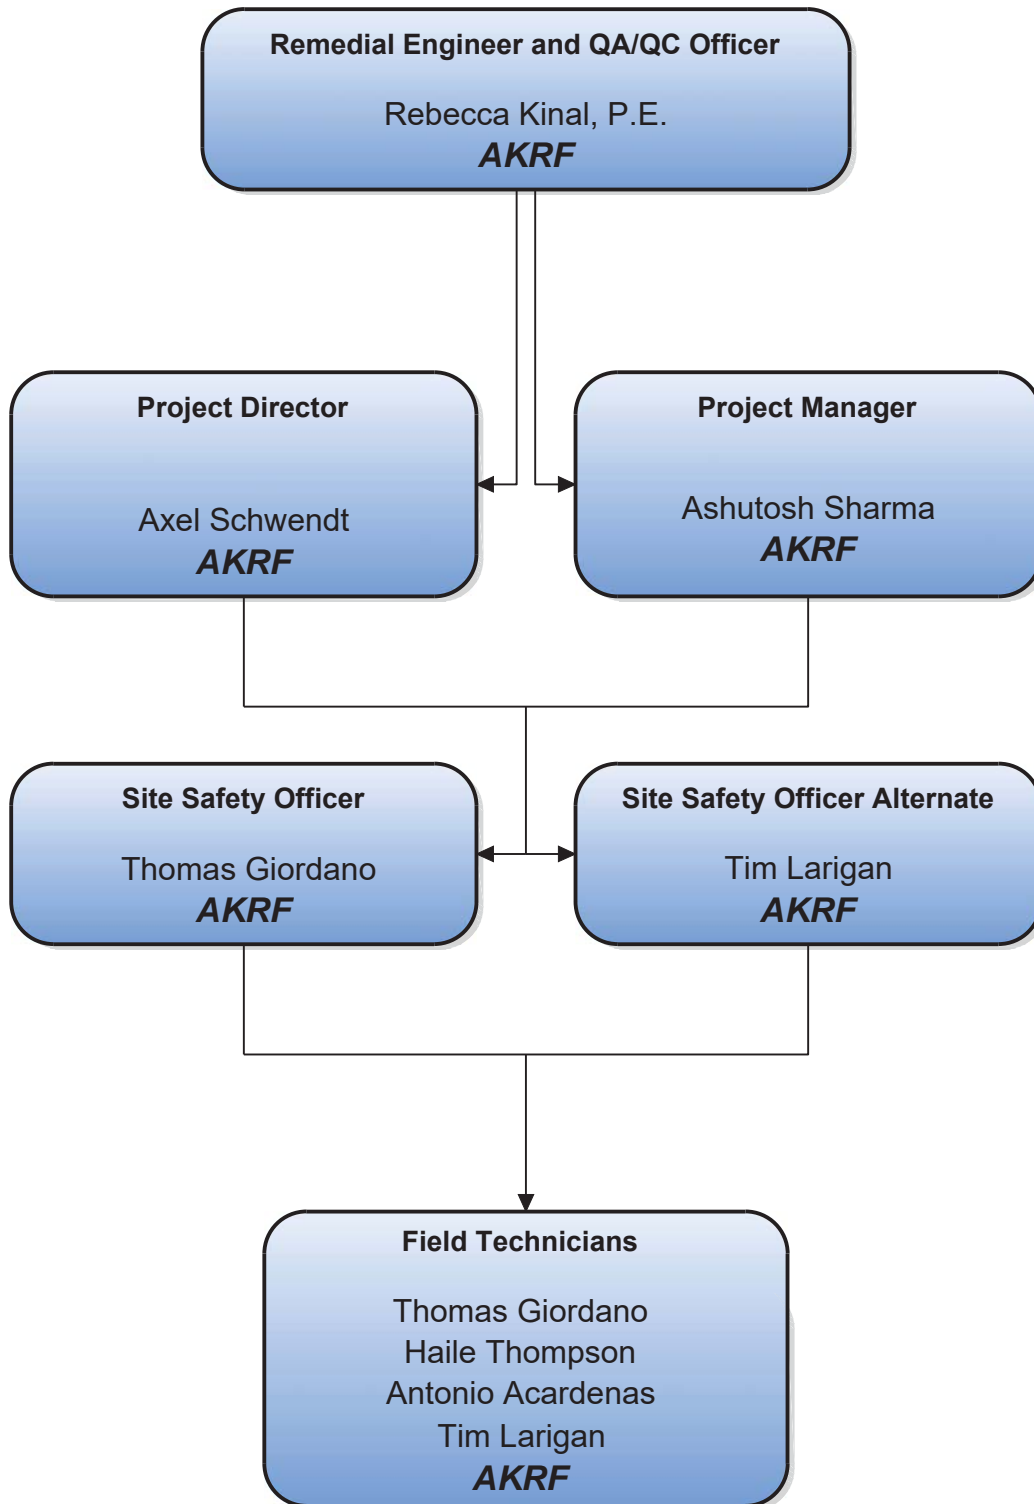 Remedial Engineer and QA/QC Officer
Rebecca Kinal, P.E.
AKRF
Project Director
Axel Schwendt
AKRF
Project Manager
Ashutosh Sharma
AKRF
Site Safety Officer
Thomas Giordano
AKRF
Site Safety Officer Alternate
Tim Larigan
AKRF
Field Technicians
Thomas Giordano
Haile Thompson
Antonio Acardenas
Tim Larigan
AKRF